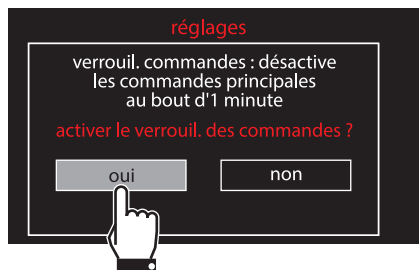 réglages
verrouil. commandes : désactive
les commandes principales
au bout d'1 minute
activer le verrouil. des commandes ?
oui
non